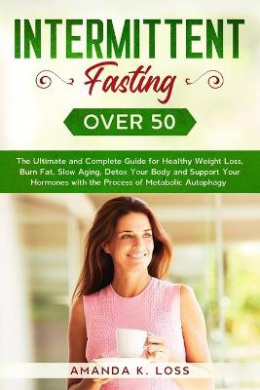 INTERMITTENT
Fasting
OVER 50
The Ultimate and Complete Guide for Healthy Weight Loss,
Burn Fat, Slow Aging, Detox Your Body and Support Your
Hormones with the Process of Metabolic Autophagy
AMANDA K. LOSS